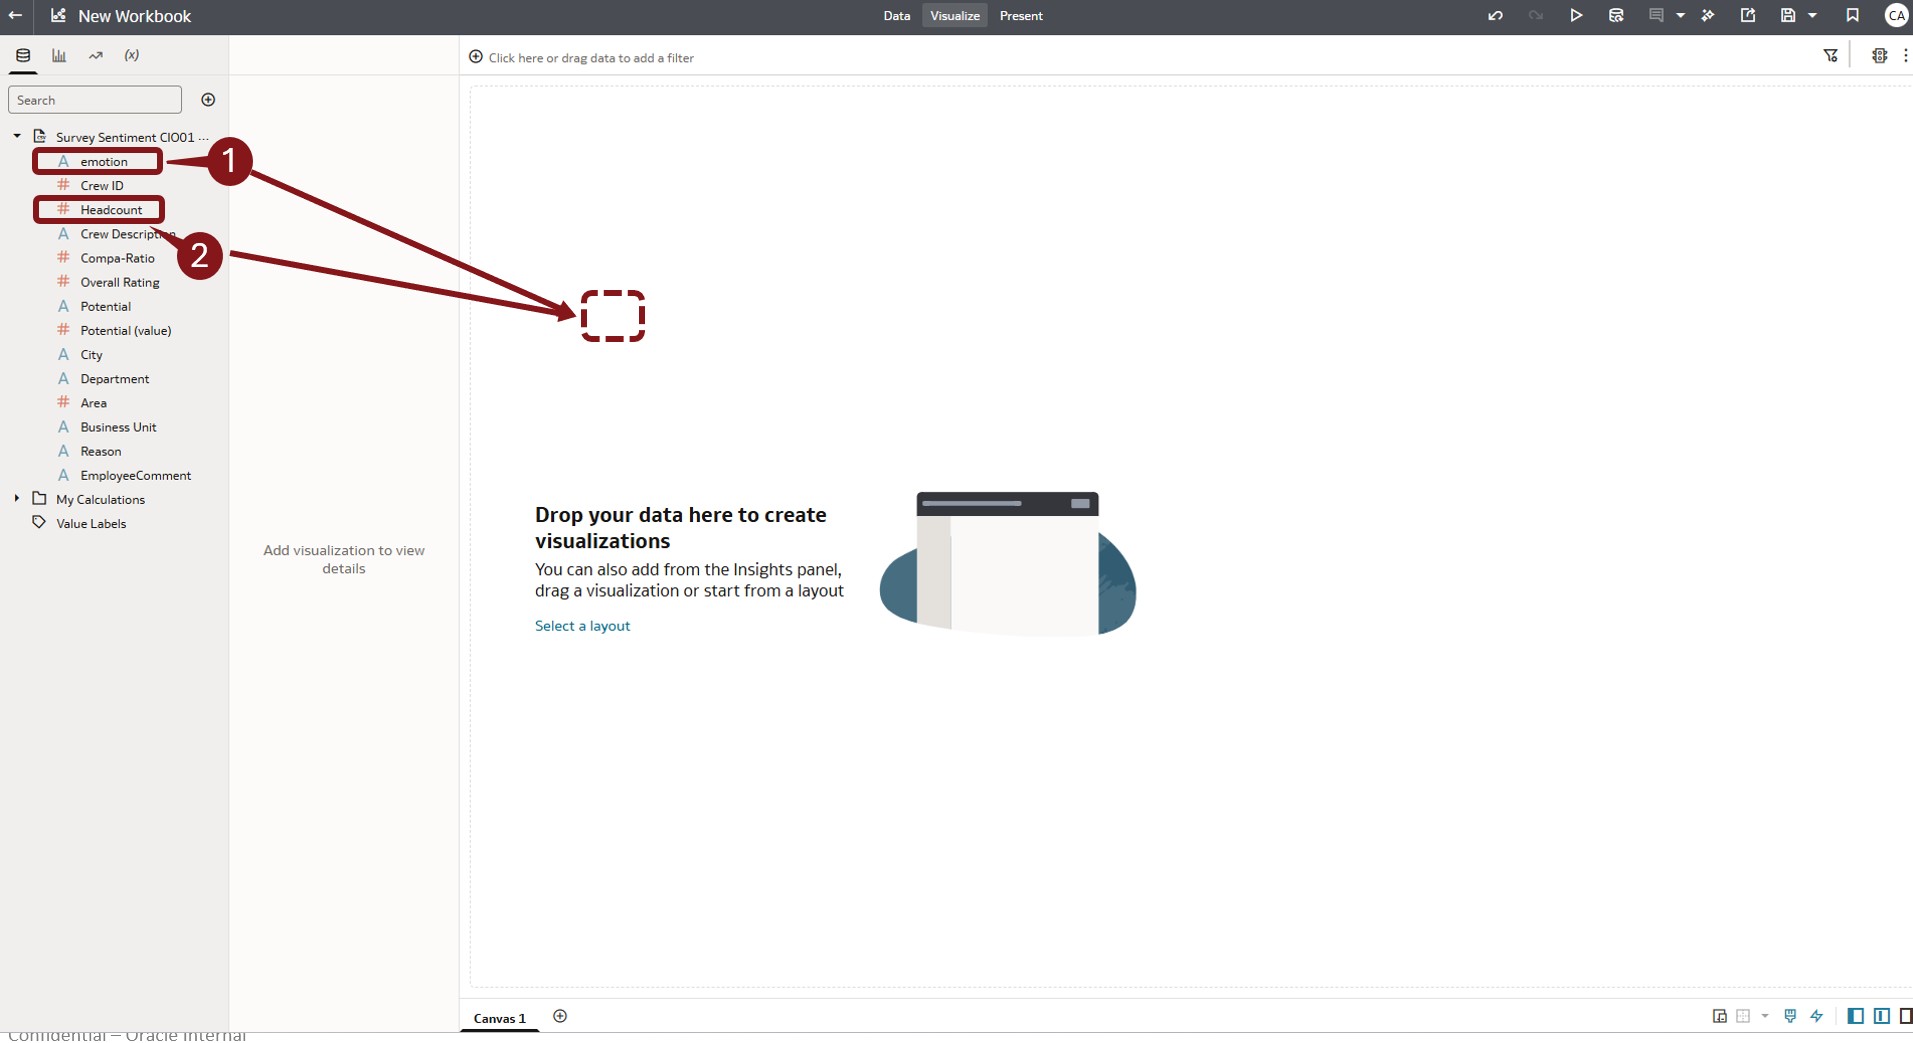 New Workbook
Data
Visualize
Present
CA
(x)
Search
Click here or drag data to add a filter
Survey Sentiment CIO01 ...
A emotion
1
# Crew ID
# Headcount
A Crew Description
2
# Compa-Ratio
# Overall Rating
A Potential
# Potential (value)
A City
A Department
# Area
A Business Unit
A Reason
A EmployeeComment
My Calculations
Value Labels
Add visualization to view
details
Drop your data here to create
visualizations
You can also add from the Insights panel,
drag a visualization or start from a layout
Select a layout
Canvas 1
Confidential – Oracle Internal